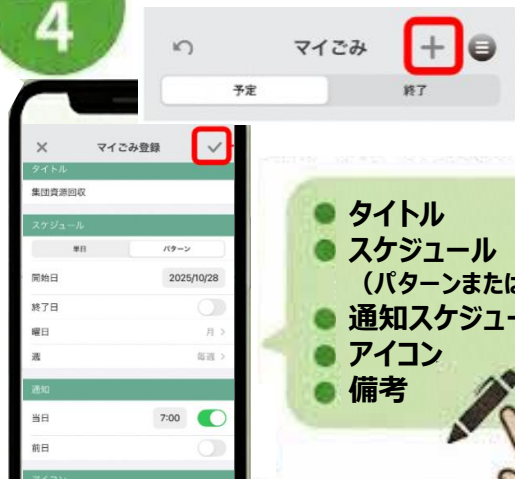 4
マイごみ
予定 終了
マイごみ登録
タイトル
集団資源回収
スケジュール
単日 パターン
開始日 2025/10/28
終了日
曜日 月
週 毎週
通知
当日 7:00
前日
アイコン
タイトル
スケジュール
（パターンまたは
通知スケジュー
アイコン
備考